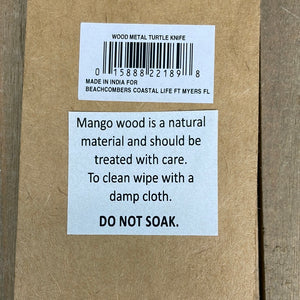 WOOD METAL TURTLE KNIFE
0 15888 22189 8
MADE IN INDIA FOR
BEACHCOMBERS COASTAL LIFE FT MYERS FL
Mango wood is a natural
material and should be
treated with care.
To clean wipe with a
damp cloth.
DO NOT SOAK.